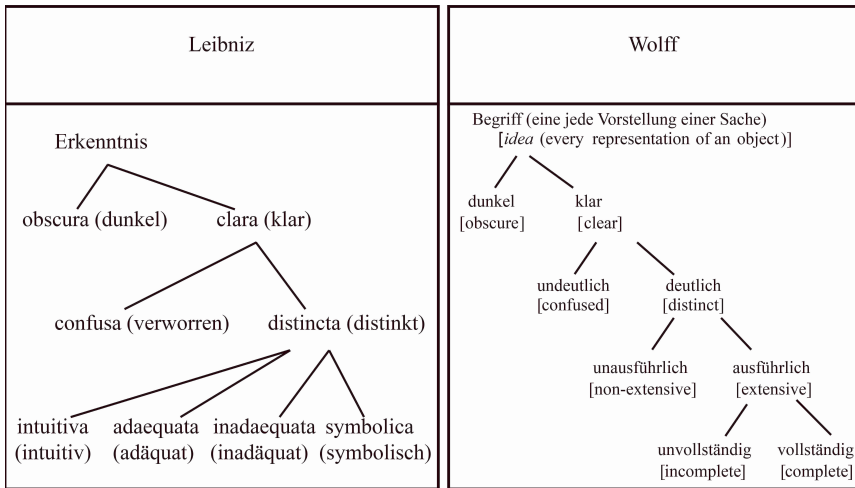 Leibniz
Erkenntnis
obscura (dunkel) clara (klar)
confusa (verworren) distincta (distinkt)
intuitiva adaequata inadaequata symbolica
(intuitiv) (adäquat) (inadäquat) (symbolisch)
Wolff
Begriff (eine jede Vorstellung einer Sache)
[idea (every representation of an object)]
dunkel klar
[obscure] [clear]
undeutlich deutlich
[confused] [distinct]
unausführlich ausführlich
[non-extensive] [extensive]
unvollständig vollständig
[incomplete] [complete]